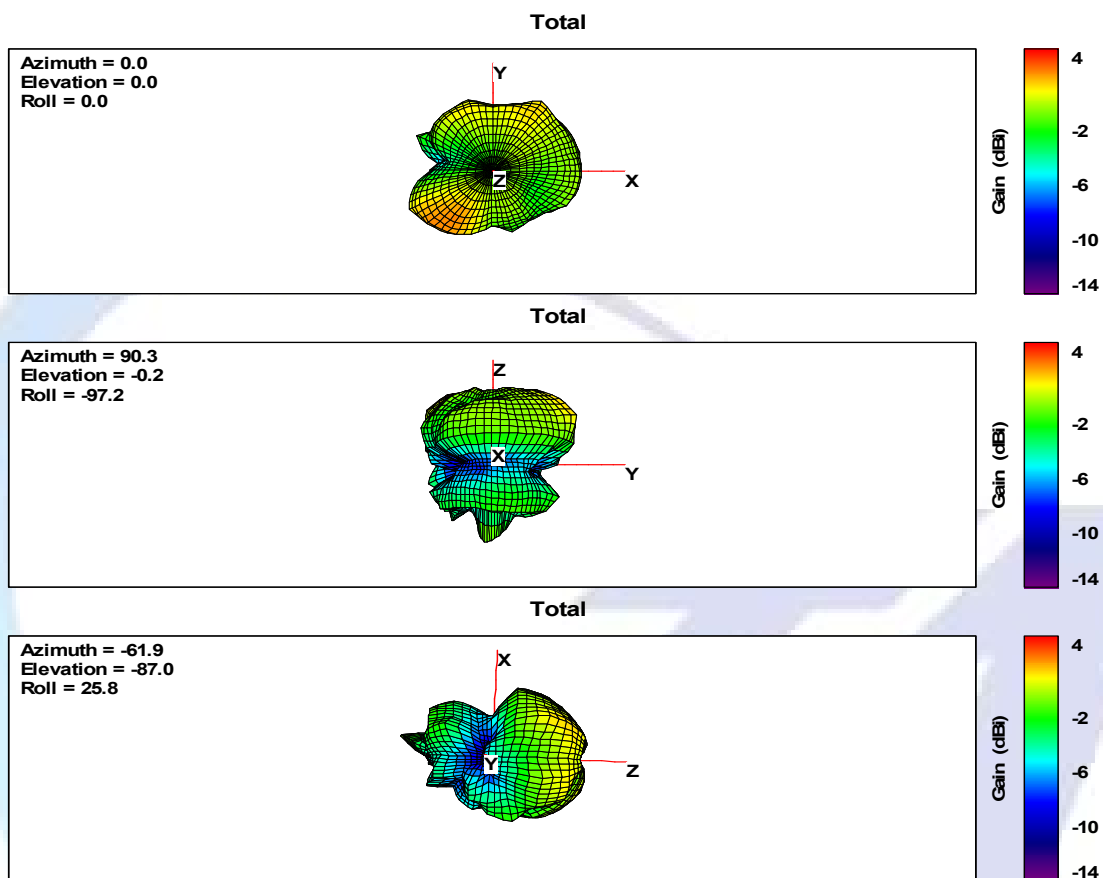 Total
Azimuth = 0.0
Elevation = 0.0
Roll = 0.0
Y
Z
X
Gain (dBi)
4
-2
-6
-10
-14
Total
Azimuth = 90.3
Elevation = -0.2
Roll = -97.2
Z
X
Y
Gain (dBi)
4
-2
-6
-10
-14
Total
Azimuth = -61.9
Elevation = -87.0
Roll = 25.8
X
Y
Z
Gain (dBi)
4
-2
-6
-10
-14